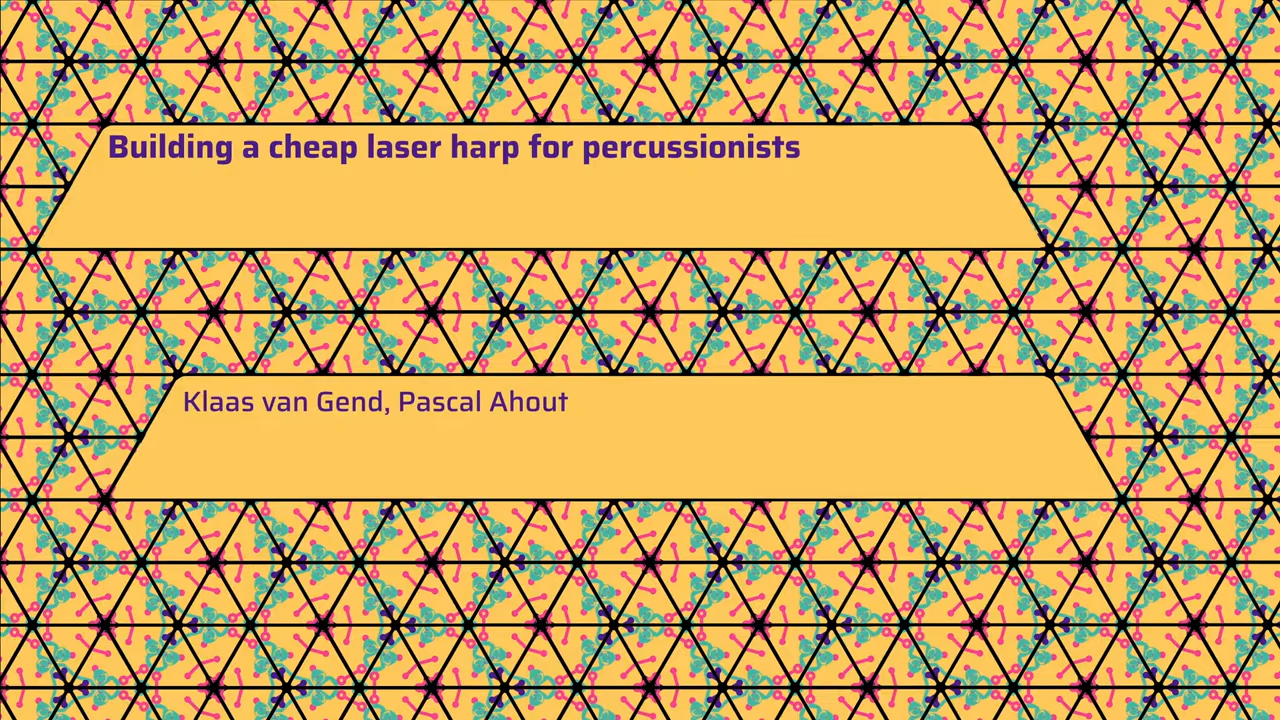 Building a cheap laser harp for percussionists
Klaas van Gend, Pascal Ahout